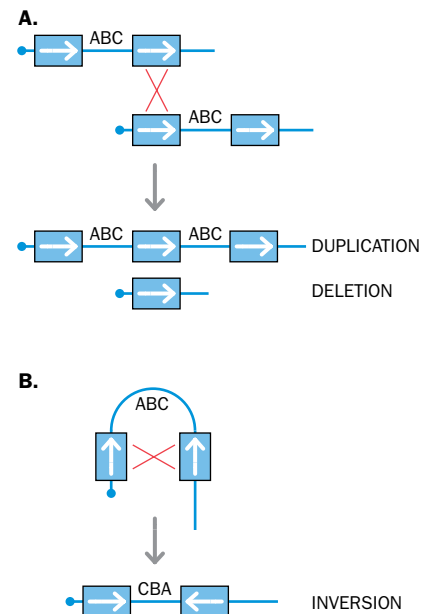 A.
ABC
ABC
ABC ABC
DUPLICATION
DELETION
B.
ABC
CBA
INVERSION